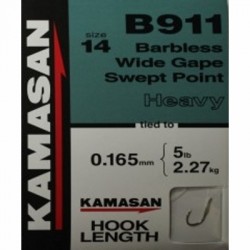 KAMASAN
B911
size
14
Barbless
Wide Gape
Swept Point
Heavy
tied to
0.165mm
5lb
2.27kg
KAMASAN
HOOK
LENGTH